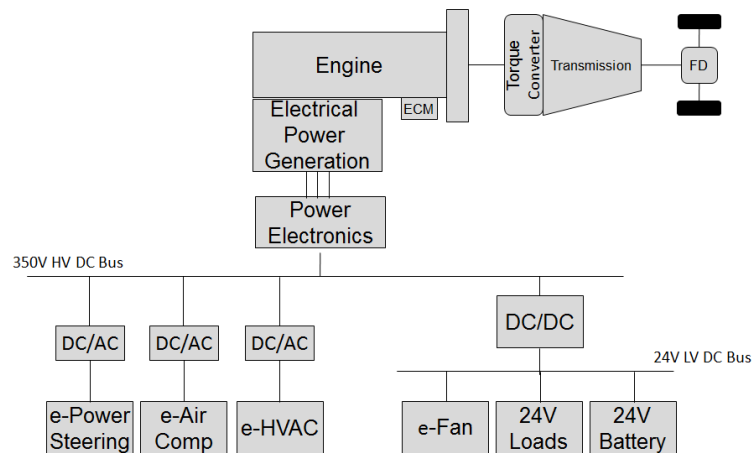 Engine
Torque
Converter
Transmission
FD
ECM
Electrical
Power
Generation
Power
Electronics
350V HV DC Bus
DC/AC
DC/AC
DC/AC
DC/DC
24V LV DC Bus
e-Power
Steering
e-Air
Comp
e-HVAC
e-Fan
24V
Loads
24V
Battery